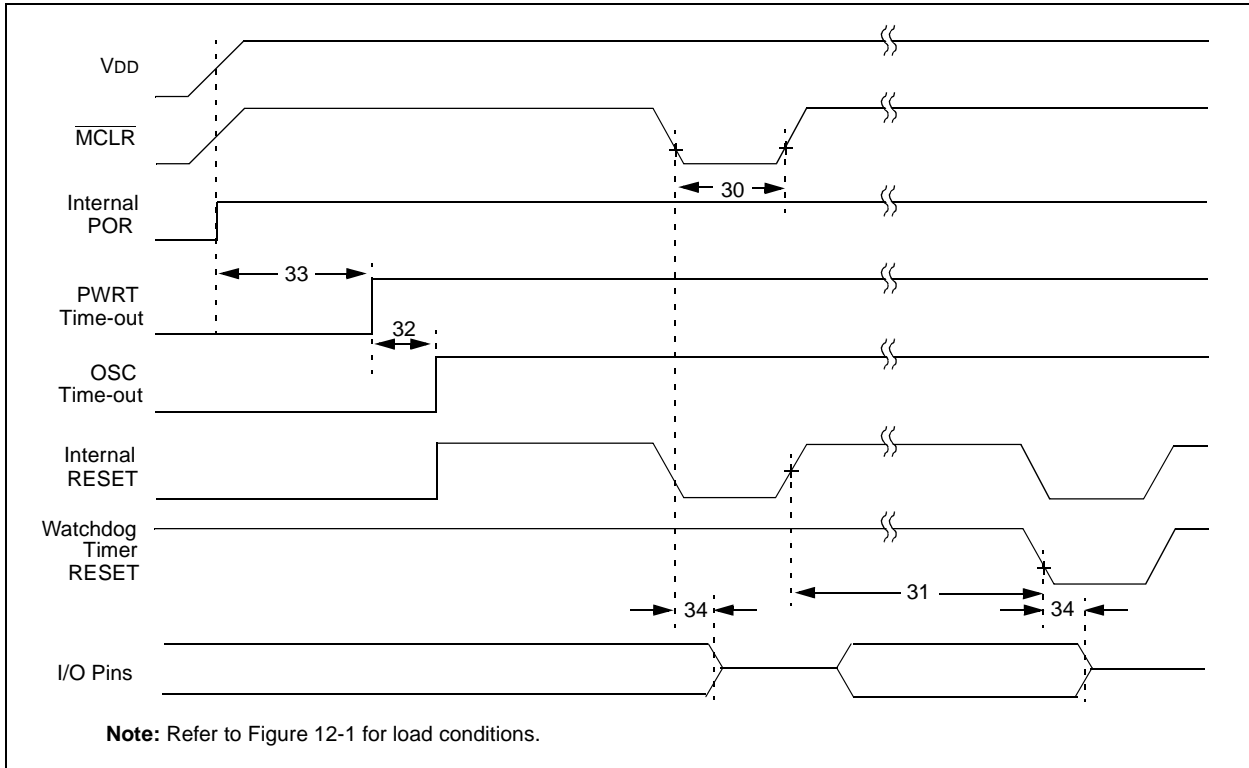 VDD
MCLR
30
Internal
POR
33
PWRT
Time-out
32
OSC
Time-out
Internal
RESET
Watchdog
Timer
RESET
31
34
34
I/O Pins
Note: Refer to Figure 12-1 for load conditions.